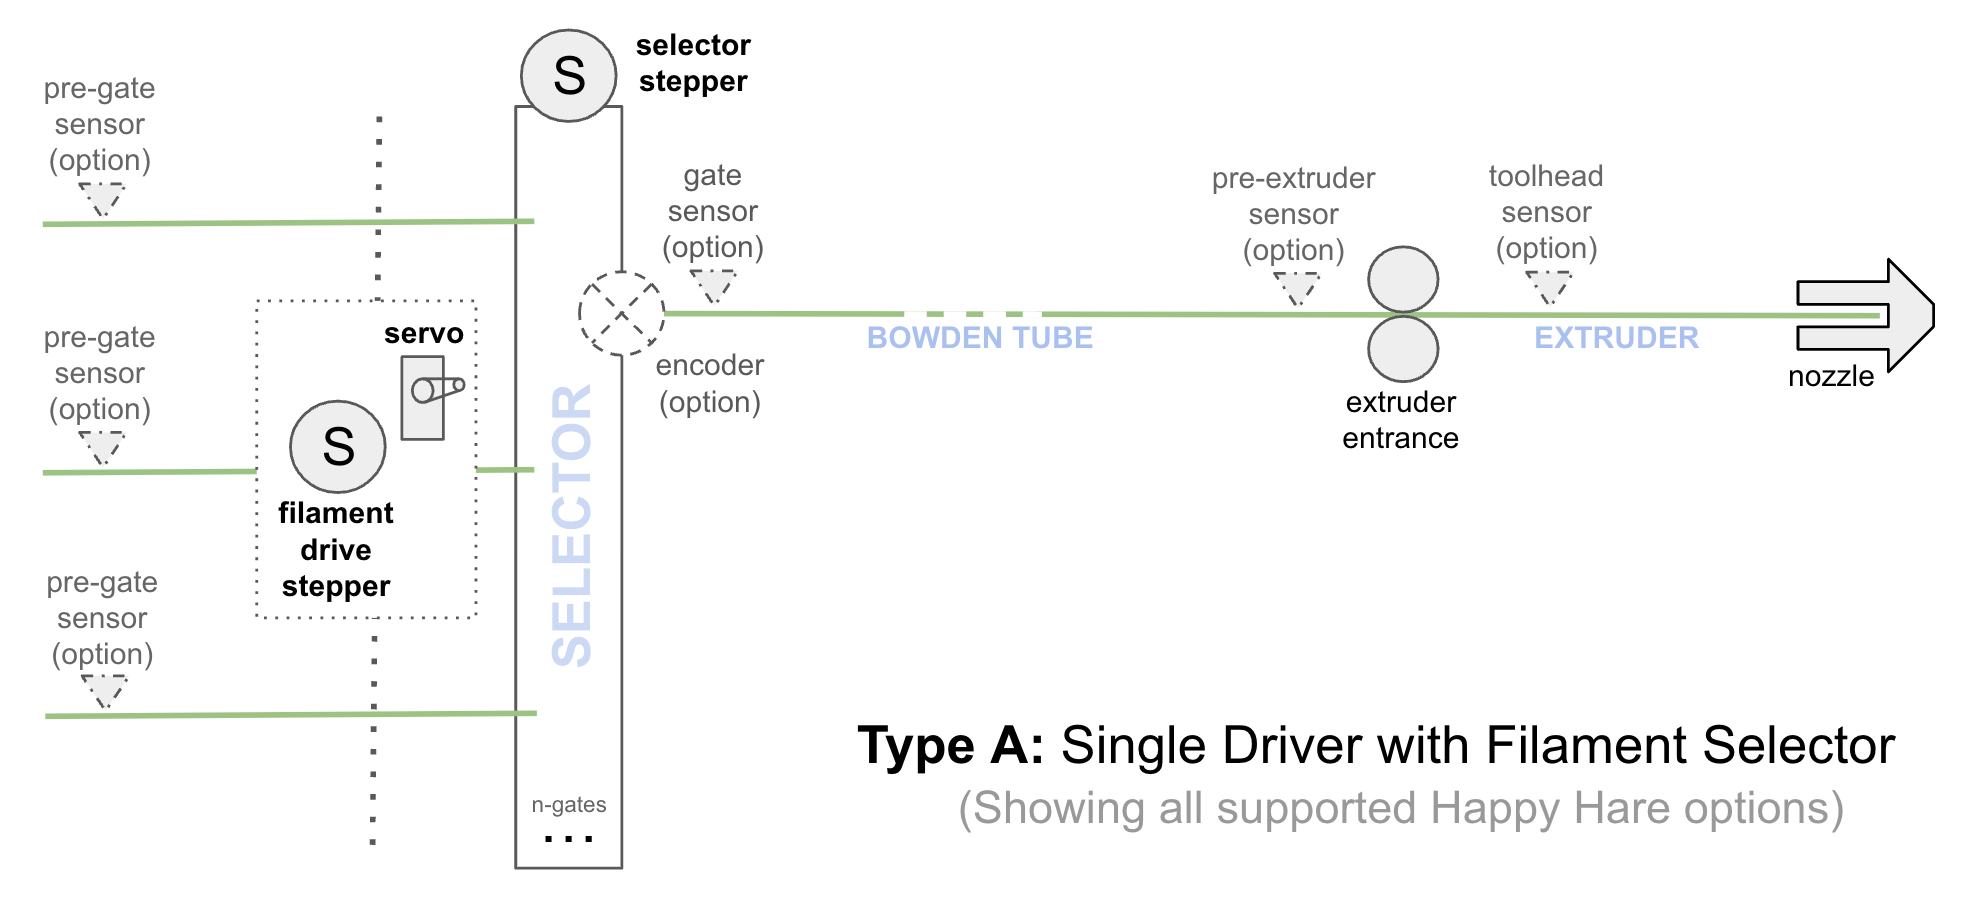 S
selector
stepper
pre-gate
sensor
(option)
gate
sensor
(option)
pre-extruder
sensor
(option)
toolhead
sensor
(option)
pre-gate
sensor
(option)
servo
S
filament
drive
stepper
encoder
(option)
BOWDEN TUBE
EXTRUDER
nozzle
extruder
entrance
SELECTOR
pre-gate
sensor
(option)
n-gates
...
Type A: Single Driver with Filament Selector
(Showing all supported Happy Hare options)